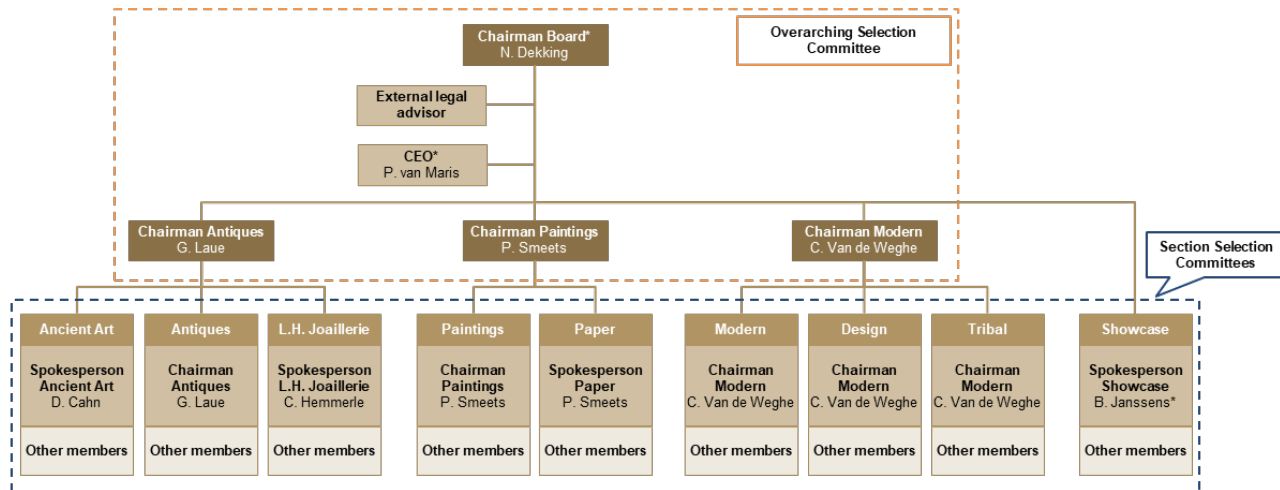 Overarching Selection
Committee
Chairman Board*
N. Dekking
External legal
advisor
CEO*
P. van Maris
Chairman Antiques
G. Laue
Chairman Paintings
P. Smeets
Chairman Modern
C. Van de Weghe
Section Selection
Committees
Ancient Art
Spokesperson
Ancient Art
D. Cahn
Other members
Antiques
Chairman
Antiques
G. Laue
Other members
L.H. Joaillerie
Spokesperson
L.H. Joaillerie
C. Hemmerle
Other members
Paintings
Chairman
Paintings
P. Smeets
Other members
Paper
Spokesperson
Paper
P. Smeets
Other members
Modern
Chairman
Modern
C. Van de Weghe
Other members
Design
Chairman
Modern
C. Van de Weghe
Other members
Tribal
Chairman
Modern
C. Van de Weghe
Other members
Showcase
Spokesperson
Showcase
B. Janssens*
Other members